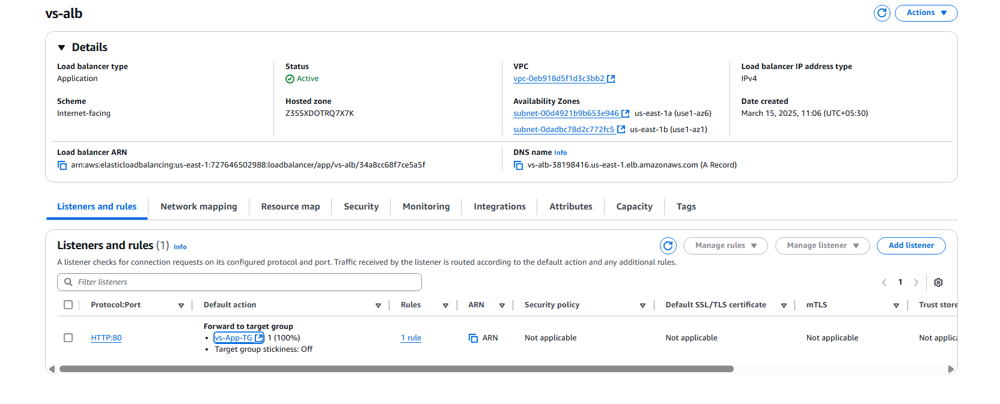 vs-alb
Actions
Details
Load balancer type
Application
Status
Active
VPC
vpc-0eb918d5f1d3c3bb2
Load balancer IP address type
IPv4
Scheme
Internet-facing
Hosted zone
Z35SXDOTRQ7X7K
Availability Zones
subnet-00d4921b9b653e946 us-east-1a (use1-az6)
subnet-0dadbc78d2c772fc5 us-east-1b (use1-az1)
Date created
March 15, 2025, 11:06 (UTC+05:30)
Load balancer ARN
arn:aws:elasticloadbalancing:us-east-1:727646502988:loadbalancer/app/vs-alb/34a8cc68f7ce5a5f
DNS name Info
vs-alb-38198416.us-east-1.elb.amazonaws.com (A Record)
Listeners and rules Network mapping Resource map Security Monitoring Integrations Attributes Capacity Tags
Listeners and rules (1) Info
Manage rules Manage listener Add listener
A listener checks for connection requests on its configured protocol and port. Traffic received by the listener is routed according to the default action and any additional rules.
Filter listeners
1
Protocol:Port Default action Rules ARN Security policy Default SSL/TLS certificate mTLS Trust store
HTTP:80
Forward to target group
• vs-App-TG : 1 (100%)
• Target group stickiness: Off
1 rule
ARN
Not applicable
Not applicable
Not applicable
Not applica